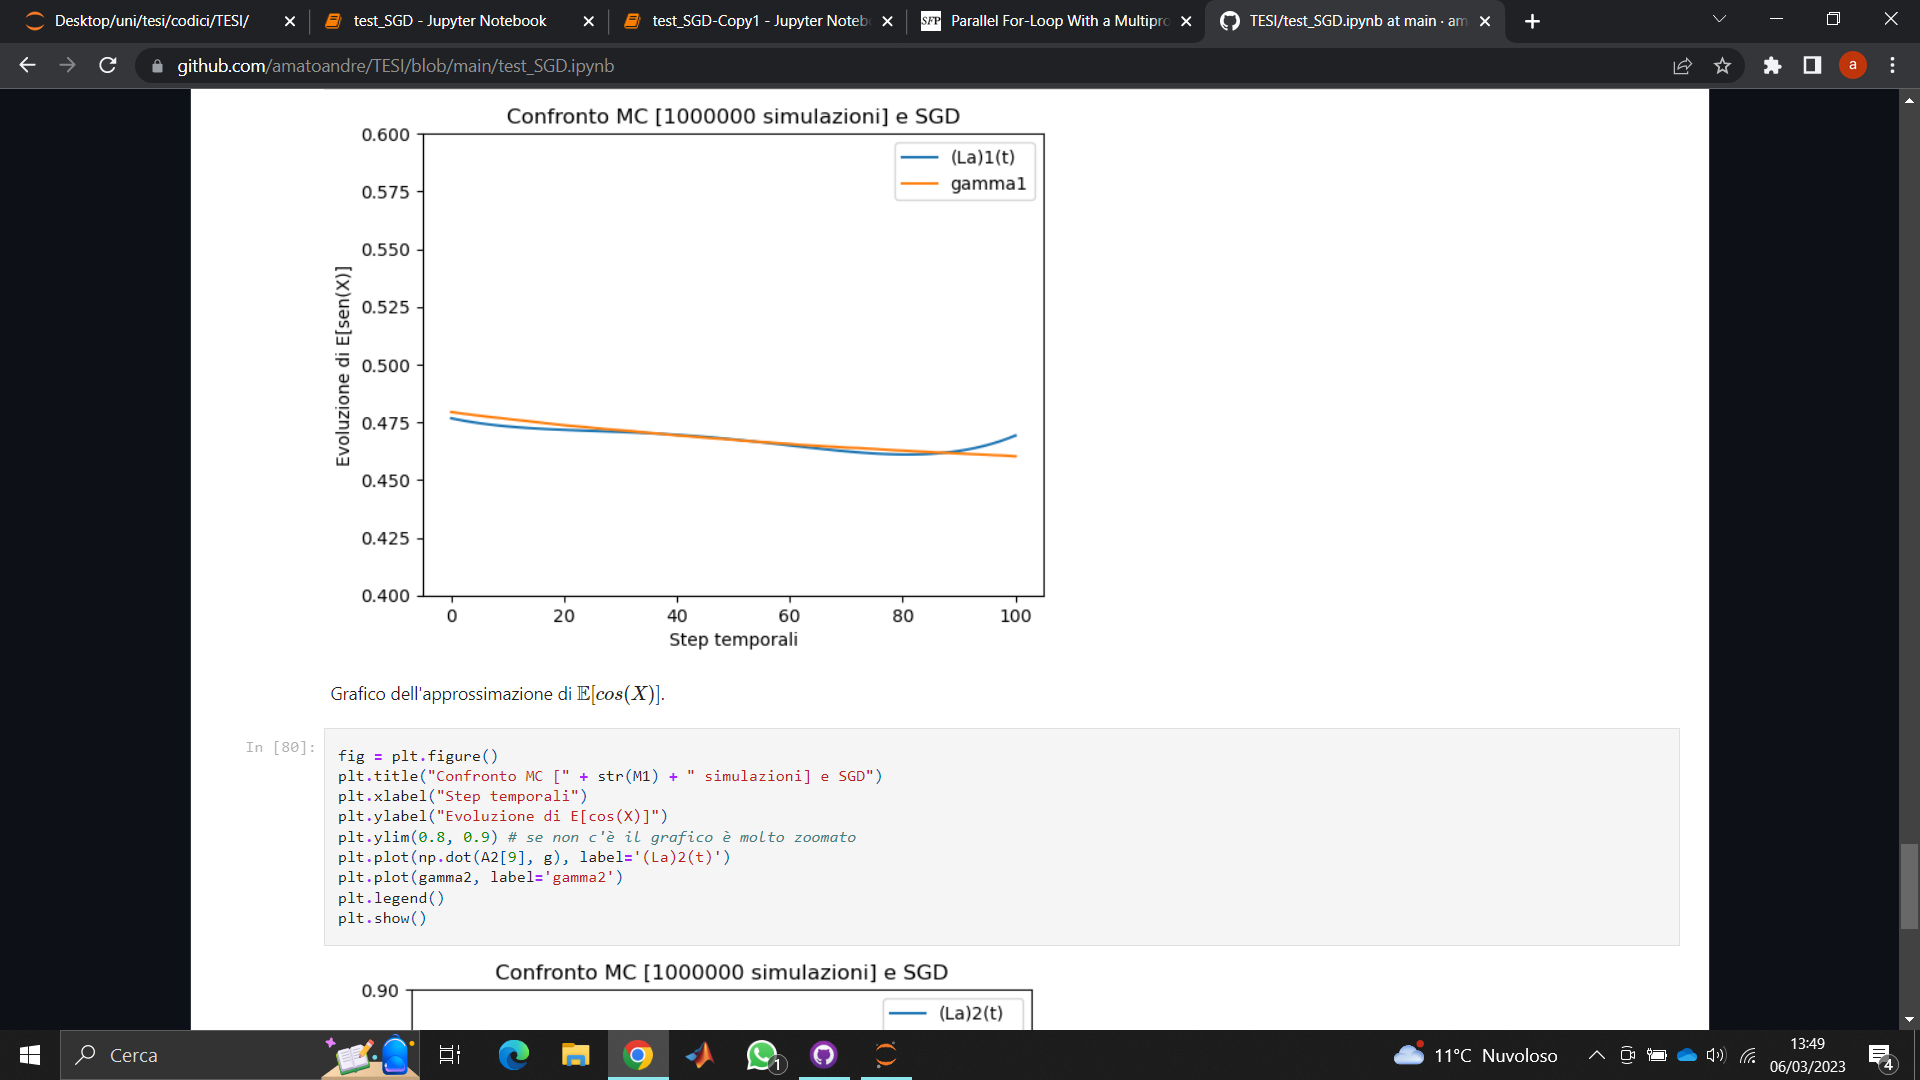 Desktop/uni/tesi/codici/TESI/
test_SGD - Jupyter Notebook
test_SGD-Copy1 - Jupyter Noteb
SFP
Parallel For-Loop With a Multipro
TESI/test_SGD.ipynb at main · am
github.com/amatoandre/TESI/blob/main/test_SGD.ipynb
a
Confronto MC [1000000 simulazioni] e SGD
0.600
0.575
0.550
0.525
0.500
0.475
0.450
0.425
0.400
Evoluzione di E[sen(X)]
(La)1(t)
gamma1
0 20 40 60 80 100
Step temporali
Grafico dell'approssimazione di 𝔼[cos(X)].
In [80]:
fig = plt.figure()
plt.title("Confronto MC [" + str(M1) + " simulazioni] e SGD")
plt.xlabel("Step temporali")
plt.ylabel("Evoluzione di E[cos(X)]")
plt.ylim(0.8, 0.9) # se non c'è il grafico è molto zoomato
plt.plot(np.dot(A2[9], g), label='(La)2(t)')
plt.plot(gamma2, label='gamma2')
plt.legend()
plt.show()
Confronto MC [1000000 simulazioni] e SGD
0.90
(La)2(t)
Cerca
1
11°C Nuvoloso
13:49
06/03/2023
4